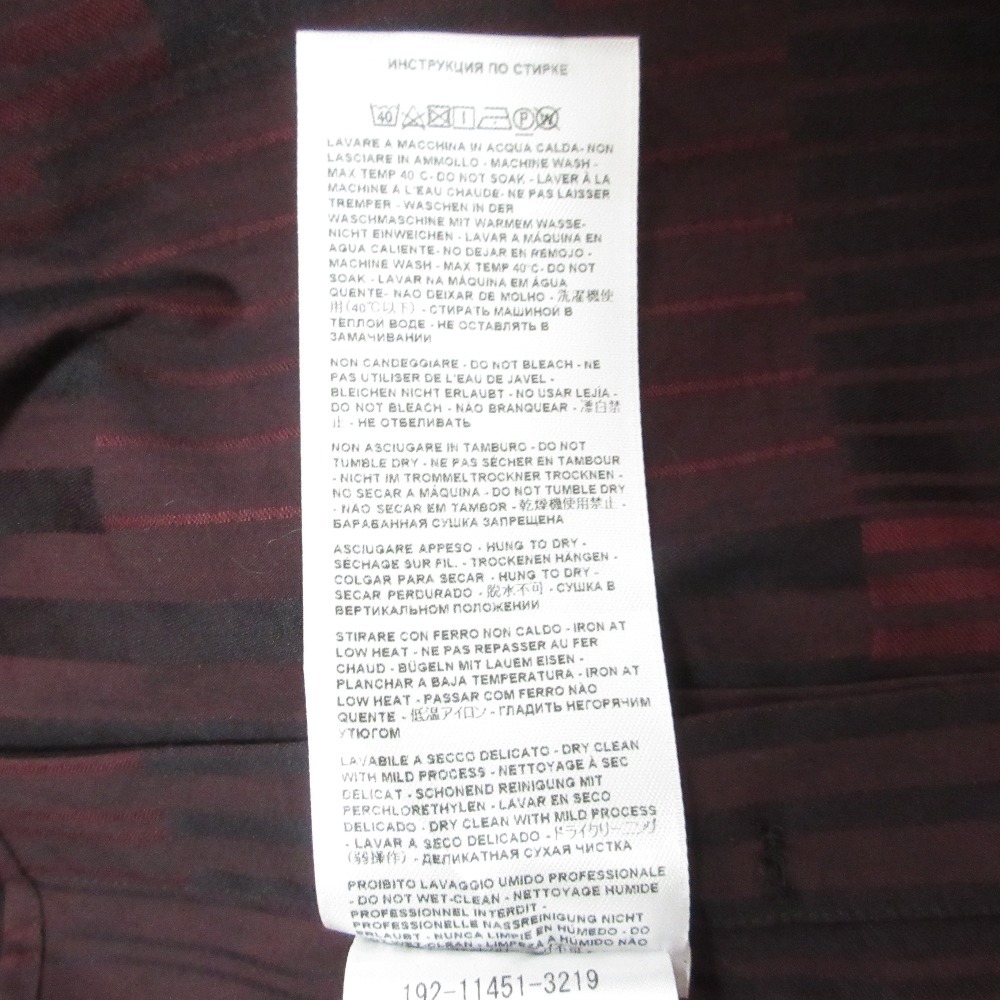 ИНСТРУКЦИЯ ПО СТИРКЕ
40 P W
LAVARE A MACCHINA IN ACQUA CALDA- NON
LASCIARE IN AMMOLLO - MACHINE WASH -
MAX TEMP 40 C- DO NOT SOAK - LAVER À LA
MACHINE À L'EAU CHAUDE- NE PAS LAISSER
TREMPER - WASCHEN IN DER
WASCHMASCHINE MIT WARMEM WASSE-
NICHT EINWEICHEN - LAVAR A MÁQUINA EN
AGUA CALIENTE- NO DEJAR EN REMOJO -
MACHINE WASH - MAX TEMP 40°C- DO NOT
SOAK - LAVAR NA MÁQUINA EM ÁGUA
QUENTE- NAO DEIXAR DE MOLHO - 洗濯機使
用(40℃以下) - СТИРАТЬ МАШИНОЙ В
ТЁПЛОЙ ВОДЕ - НЕ ОСТАВЛЯТЬ В
ЗАМАЧИВАНИИ
NON CANDEGGIARE - DO NOT BLEACH - NE
PAS UTILISER DE L'EAU DE JAVEL -
BLEICHEN NICHT ERLAUBT - NO USAR LEJÍA -
DO NOT BLEACH - NAO BRANQUEAR - 漂白禁
止 - НЕ ОТБЕЛИВАТЬ
NON ASCIUGARE IN TAMBURO - DO NOT
TUMBLE DRY - NE PAS SÉCHER EN TAMBOUR
- NICHT IM TROMMELTROCKNER TROCKNEN -
NO SECAR A MÁQUINA - DO NOT TUMBLE DRY
- NAO SECAR EM TAMBOR - 乾燥機使用禁止 -
БАРАБАННАЯ СУШКА ЗАПРЕЩЕНА
ASCIUGARE APPESO - HUNG TO DRY -
SECHAGE SUR FIL. - TROCKENEN HÄNGEN -
COLGAR PARA SECAR - HUNG TO DRY -
SECAR PERDURADO - 脱水不可 - СУШКА В
ВЕРТИКАЛЬНОМ ПОЛОЖЕНИИ
STIRARE CON FERRO NON CALDO - IRON AT
LOW HEAT - NE PAS REPASSER AU FER
CHAUD - BÜGELN MIT LAUEM EISEN -
PLANCHAR A BAJA TEMPERATURA - IRON AT
LOW HEAT - PASSAR COM FERRO NÃO
QUENTE - 低温アイロン - ГЛАДИТЬ НЕГОРЯЧИМ
УТЮГОМ
LAVABILE A SECCO DELICATO - DRY CLEAN
WITH MILD PROCESS - NETTOYAGE À SEC
DÉLICAT - SCHONEND REINIGUNG MIT
PERCHLORETHYLEN - LAVAR EN SECO
DELICADO - DRY CLEAN WITH MILD PROCESS
- LAVAR A SECO DELICADO - ドライクリーニング
(弱操作) - ДЕЛИКАТНАЯ СУХАЯ ЧИСТКА
PROIBITO LAVAGGIO UMIDO PROFESSIONALE
- DO NOT WET-CLEAN - NETTOYAGE HUMIDE
PROFESSIONNEL INTERDIT -
PROFESSIONELLE NASSREINIGUNG NICHT
ERLAUBT - NUNCA LIMPIE EN HUMEDO - DO
WET CLEAN - LIMPEZA A HUMIDO NÃO
192-11451-3219